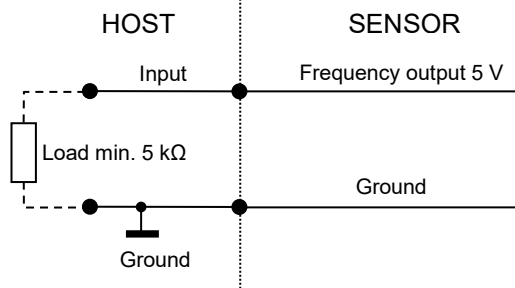 HOST
SENSOR
Input
Frequency output 5 V
Load min. 5 kΩ
Ground
Ground